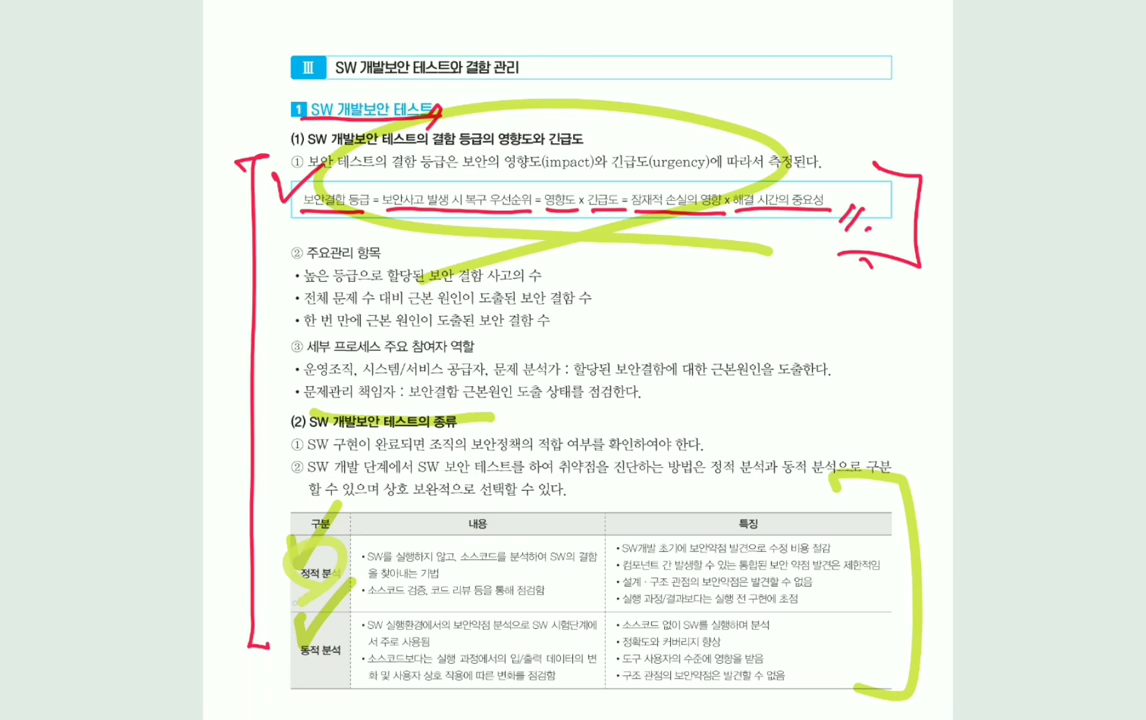 Ⅲ SW 개발보안 테스트와 결함 관리
1 SW 개발보안 테스트
(1) SW 개발보안 테스트의 결함 등급의 영향도와 긴급도
① 보안 테스트의 결함 등급은 보안의 영향도(impact)와 긴급도(urgency)에 따라서 측정된다.
보안결함 등급 = 보안사고 발생 시 복구 우선순위 = 영향도 x 긴급도 = 잠재적 손실의 영향 x 해결 시간의 중요성
② 주요관리 항목
• 높은 등급으로 할당된 보안 결함 사고의 수
• 전체 문제 수 대비 근본 원인이 도출된 보안 결함 수
• 한 번 만에 근본 원인이 도출된 보안 결함 수
③ 세부 프로세스 주요 참여자 역할
• 운영조직, 시스템/서비스 공급자, 문제 분석가 : 할당된 보안결함에 대한 근본원인을 도출한다.
• 문제관리 책임자 : 보안결함 근본원인 도출 상태를 점검한다.
(2) SW 개발보안 테스트의 종류
① SW 구현이 완료되면 조직의 보안정책의 적합 여부를 확인하여야 한다.
② SW 개발 단계에서 SW 보안 테스트를 하여 취약점을 진단하는 방법은 정적 분석과 동적 분석으로 구분
할 수 있으며 상호 보완적으로 선택할 수 있다.
구분 내용 특징
정적 분석
• SW를 실행하지 않고, 소스코드를 분석하여 SW의 결함
을 찾아내는 기법
• 소스코드 검증, 코드 리뷰 등을 통해 점검함
• SW개발 초기에 보안약점 발견으로 수정 비용 절감
• 컴포넌트 간 발생할 수 있는 통합된 보안 약점 발견은 제한적임
• 설계 · 구조 관점의 보안약점은 발견할 수 없음
• 실행 과정/결과보다는 실행 전 구현에 초점
동적 분석
• SW 실행환경에서의 보안약점 분석으로 SW 시험단계에
서 주로 사용됨
• 소스코드보다는 실행 과정에서의 입/출력 데이터의 변
화 및 사용자 상호 작용에 따른 변화를 점검함
• 소스코드 없이 SW를 실행하며 분석
• 정확도와 커버리지 향상
• 도구 사용자의 수준에 영향을 받음
• 구조 관점의 보안약점은 발견할 수 없음